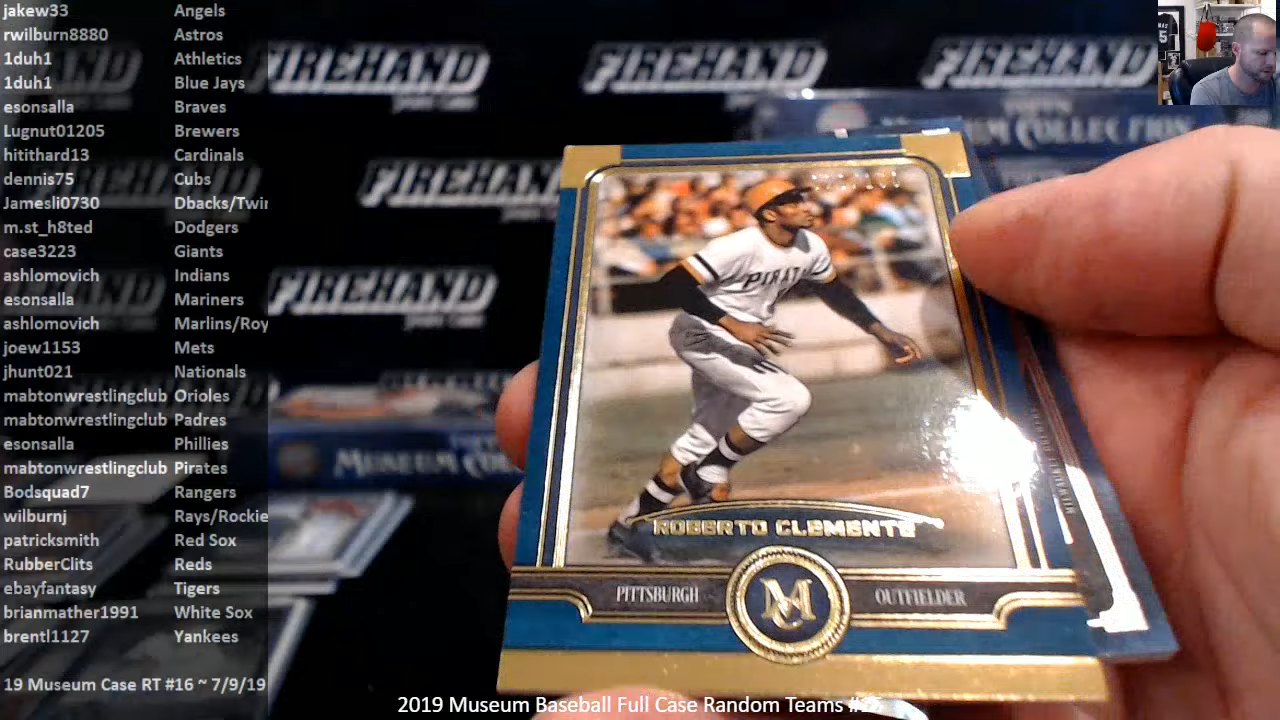 jakew33 Angels
rwilburn8880 Astros
1duh1 Athletics
1duh1 Blue Jays
esonsalla Braves
Lugnut01205 Brewers
hitithard13 Cardinals
dennis75 Cubs
Jamesli0730 Dbacks/Twi
m.st_h8ted Dodgers
case3223 Giants
ashlomovich Indians
esonsalla Mariners
ashlomovich Marlins/Roy
joew1153 Mets
jhunt021 Nationals
mabtonwrestlingclub Orioles
mabtonwrestlingclub Padres
esonsalla Phillies
mabtonwrestlingclub Pirates
Bodsquad7 Rangers
wilburnj Rays/Rockie
patricksmith Red Sox
RubberClits Reds
ebayfantasy Tigers
brianmather1991 White Sox
brentl1127 Yankees
19 Museum Case RT #16 ~ 7/9/19
FIREHAND FIREHAND FIREHAND
FIREHAND
FIREHAND
MUSEUM COLLECTION
ROBERTO CLEMENTE
PITTSBURGH MC OUTFIELDER
2019 Museum Baseball Full Case Random Teams